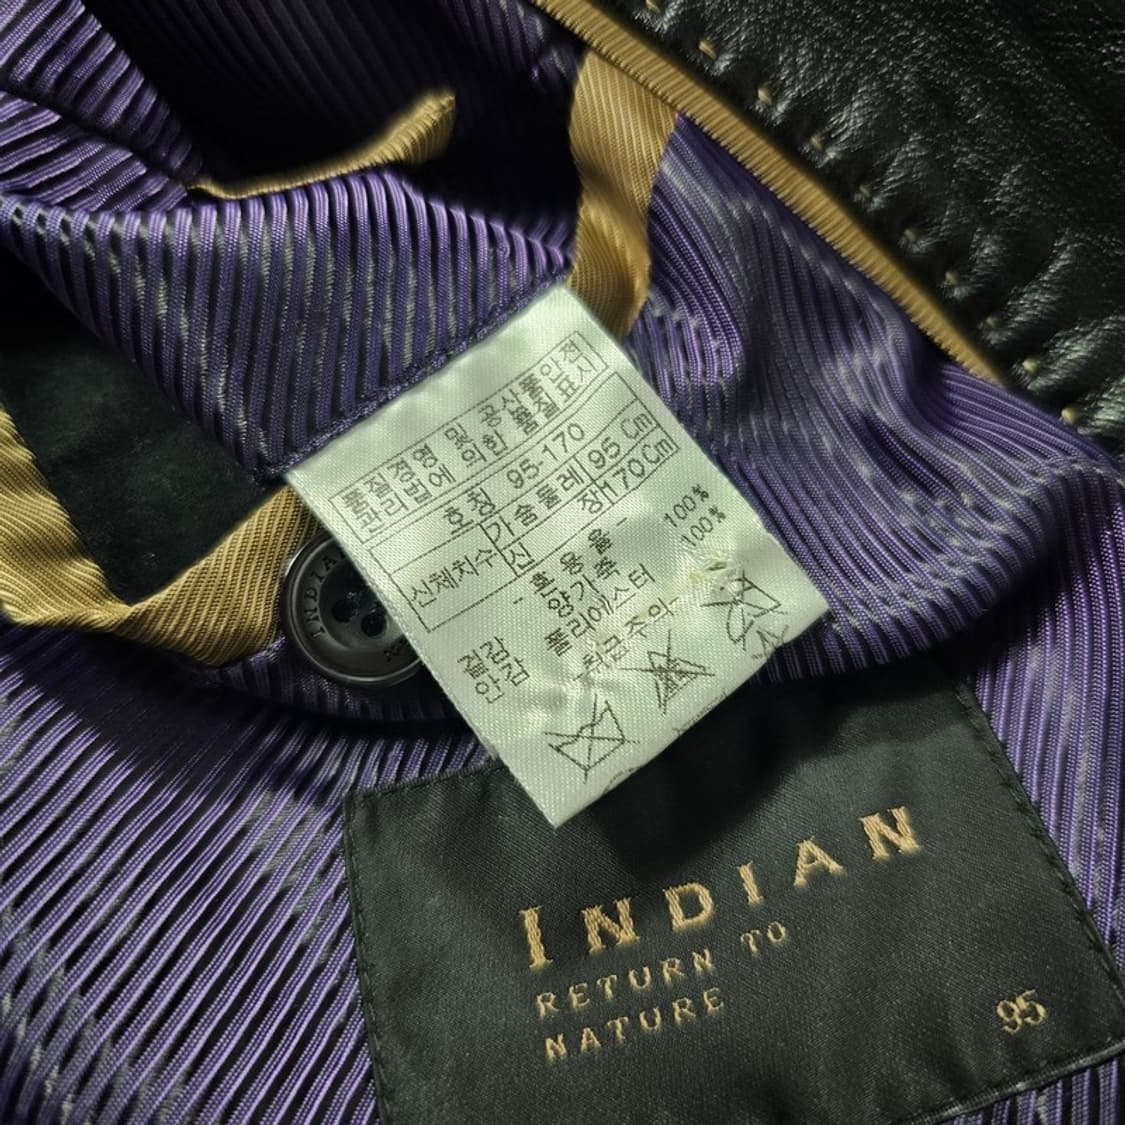 품질경영 및 공산품안전
관리법에 의한 품질표시
호칭 95-170
신체치수 가슴둘레 95 Cm
신 장 170 Cm
- 혼 용 율 -
겉감 양가죽 100%
안감 폴리에스터 100%
- 취급주의 -
INDIAN
INDIAN
RETURN TO
NATURE
95